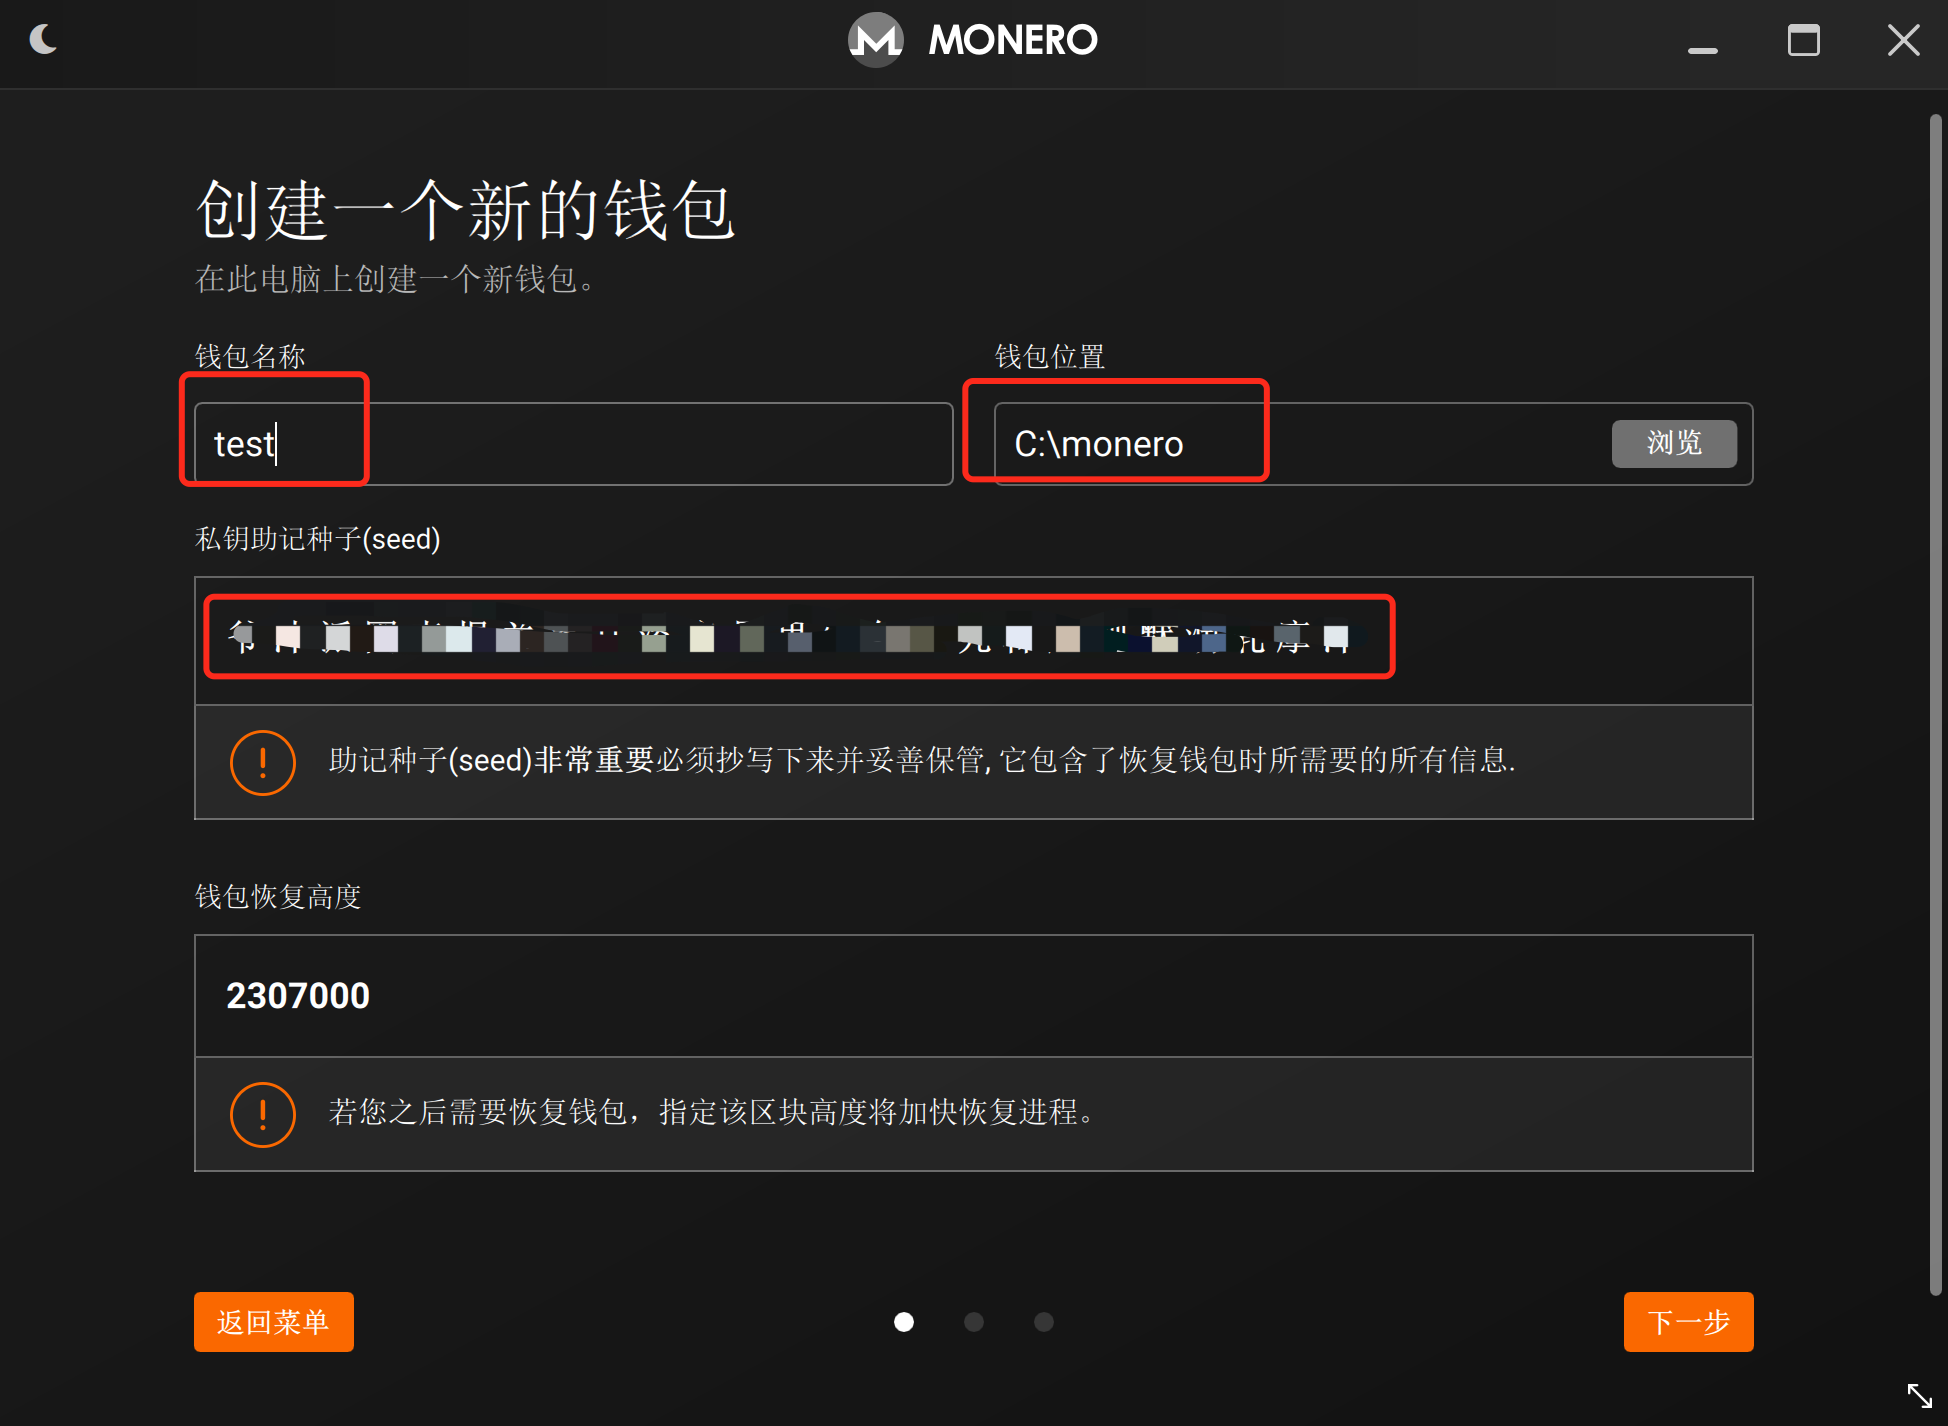 MONERO
创建一个新的钱包
在此电脑上创建一个新钱包。
钱包名称
钱包位置
test
C:\monero
浏览
私钥助记种子(seed)
助记种子(seed)非常重要必须抄写下来并妥善保管, 它包含了恢复钱包时所需要的所有信息.
钱包恢复高度
2307000
若您之后需要恢复钱包，指定该区块高度将加快恢复进程。
返回菜单
下一步